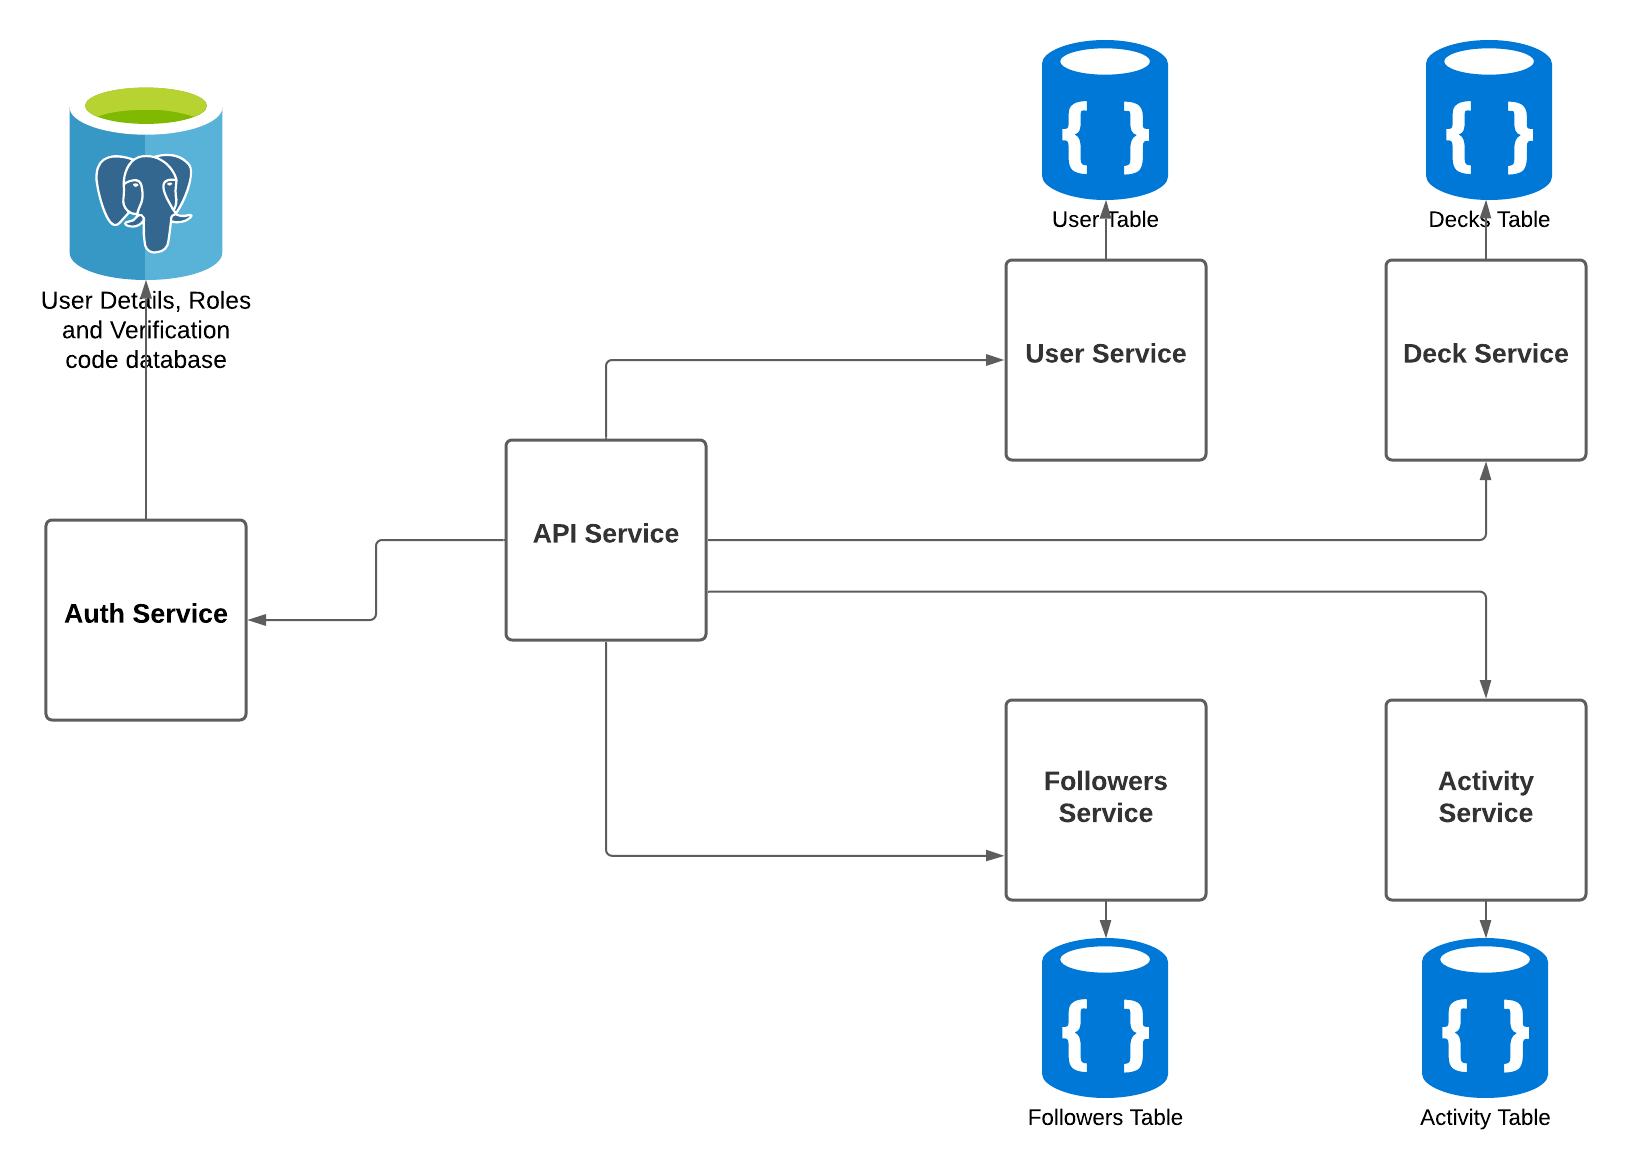 User Table
Decks Table
User Details, Roles
and Verification
code database
User Service
Deck Service
API Service
Auth Service
Followers
Service
Activity
Service
{ }
{ }
{ }
{ }
Followers Table
Activity Table